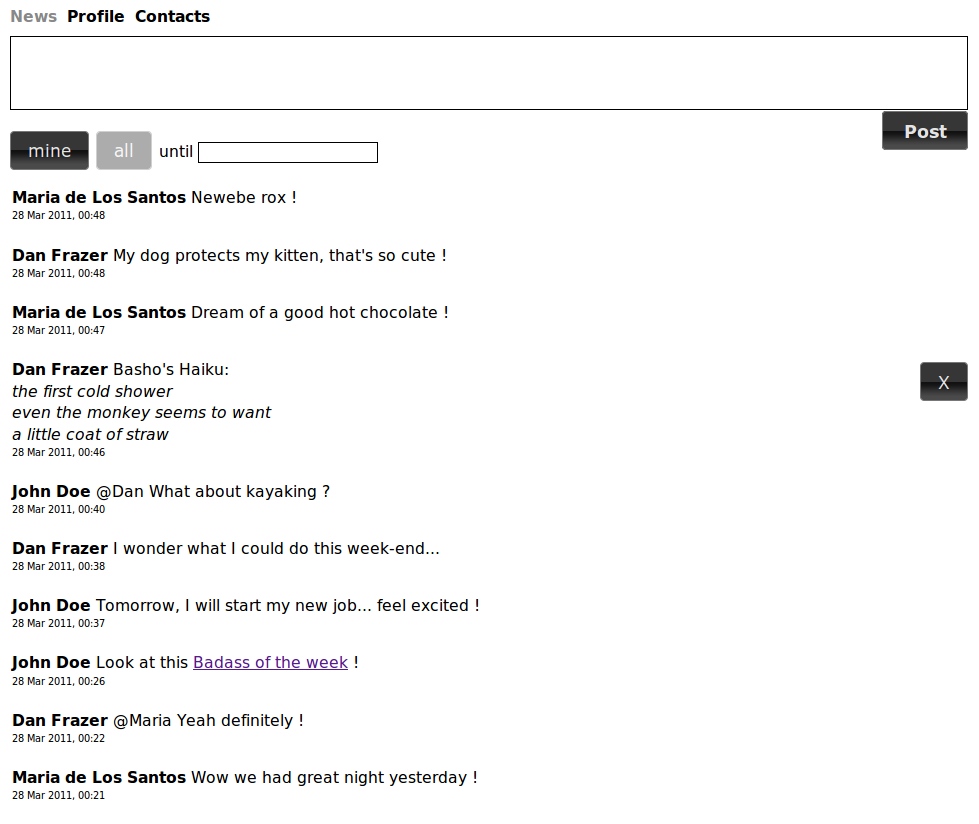 News Profile Contacts
Post
mine all until
Maria de Los Santos Newebe rox !
28 Mar 2011, 00:48
Dan Frazer My dog protects my kitten, that's so cute !
28 Mar 2011, 00:48
Maria de Los Santos Dream of a good hot chocolate !
28 Mar 2011, 00:47
Dan Frazer Basho's Haiku:
X
the first cold shower
even the monkey seems to want
a little coat of straw
28 Mar 2011, 00:46
John Doe @Dan What about kayaking ?
28 Mar 2011, 00:40
Dan Frazer I wonder what I could do this week-end...
28 Mar 2011, 00:38
John Doe Tomorrow, I will start my new job... feel excited !
28 Mar 2011, 00:37
John Doe Look at this Badass of the week !
28 Mar 2011, 00:26
Dan Frazer @Maria Yeah definitely !
28 Mar 2011, 00:22
Maria de Los Santos Wow we had great night yesterday !
28 Mar 2011, 00:21